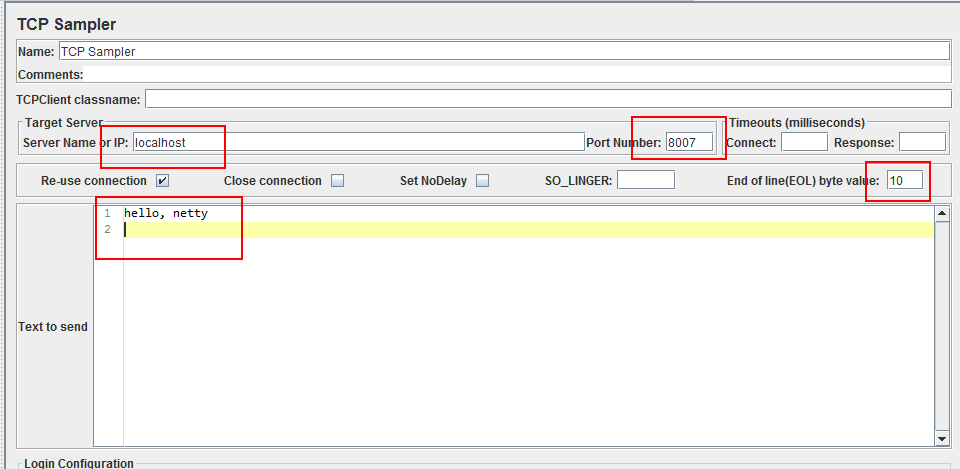 TCP Sampler
Name: TCP Sampler
Comments:
TCPClient classname:
Target Server
Timeouts (milliseconds)
Server Name or IP: localhost
Port Number: 8007
Connect:
Response:
Re-use connection
Close connection
Set NoDelay
SO_LINGER:
End of line(EOL) byte value: 10
1 hello, netty
2
Text to send
Login Configuration